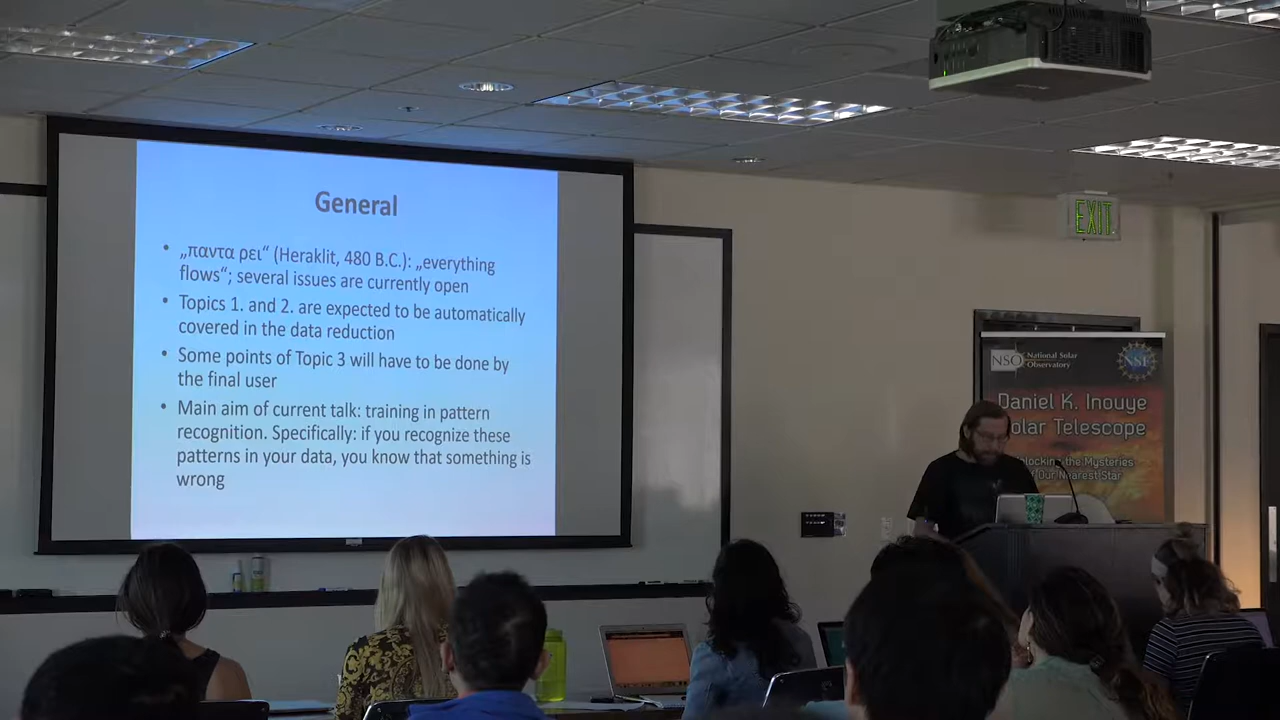 General
• „παντα ρει“ (Heraklit, 480 B.C.): „everything
flows“; several issues are currently open
• Topics 1. and 2. are expected to be automatically
covered in the data reduction
• Some points of Topic 3 will have to be done by
the final user
• Main aim of current talk: training in pattern
recognition. Specifically: if you recognize these
patterns in your data, you know that something is
wrong
EXIT
NSO National Solar
Observatory
NSF
Daniel K. Inouye
olar Telescope
locking the Mysteries
f Our Nearest Star